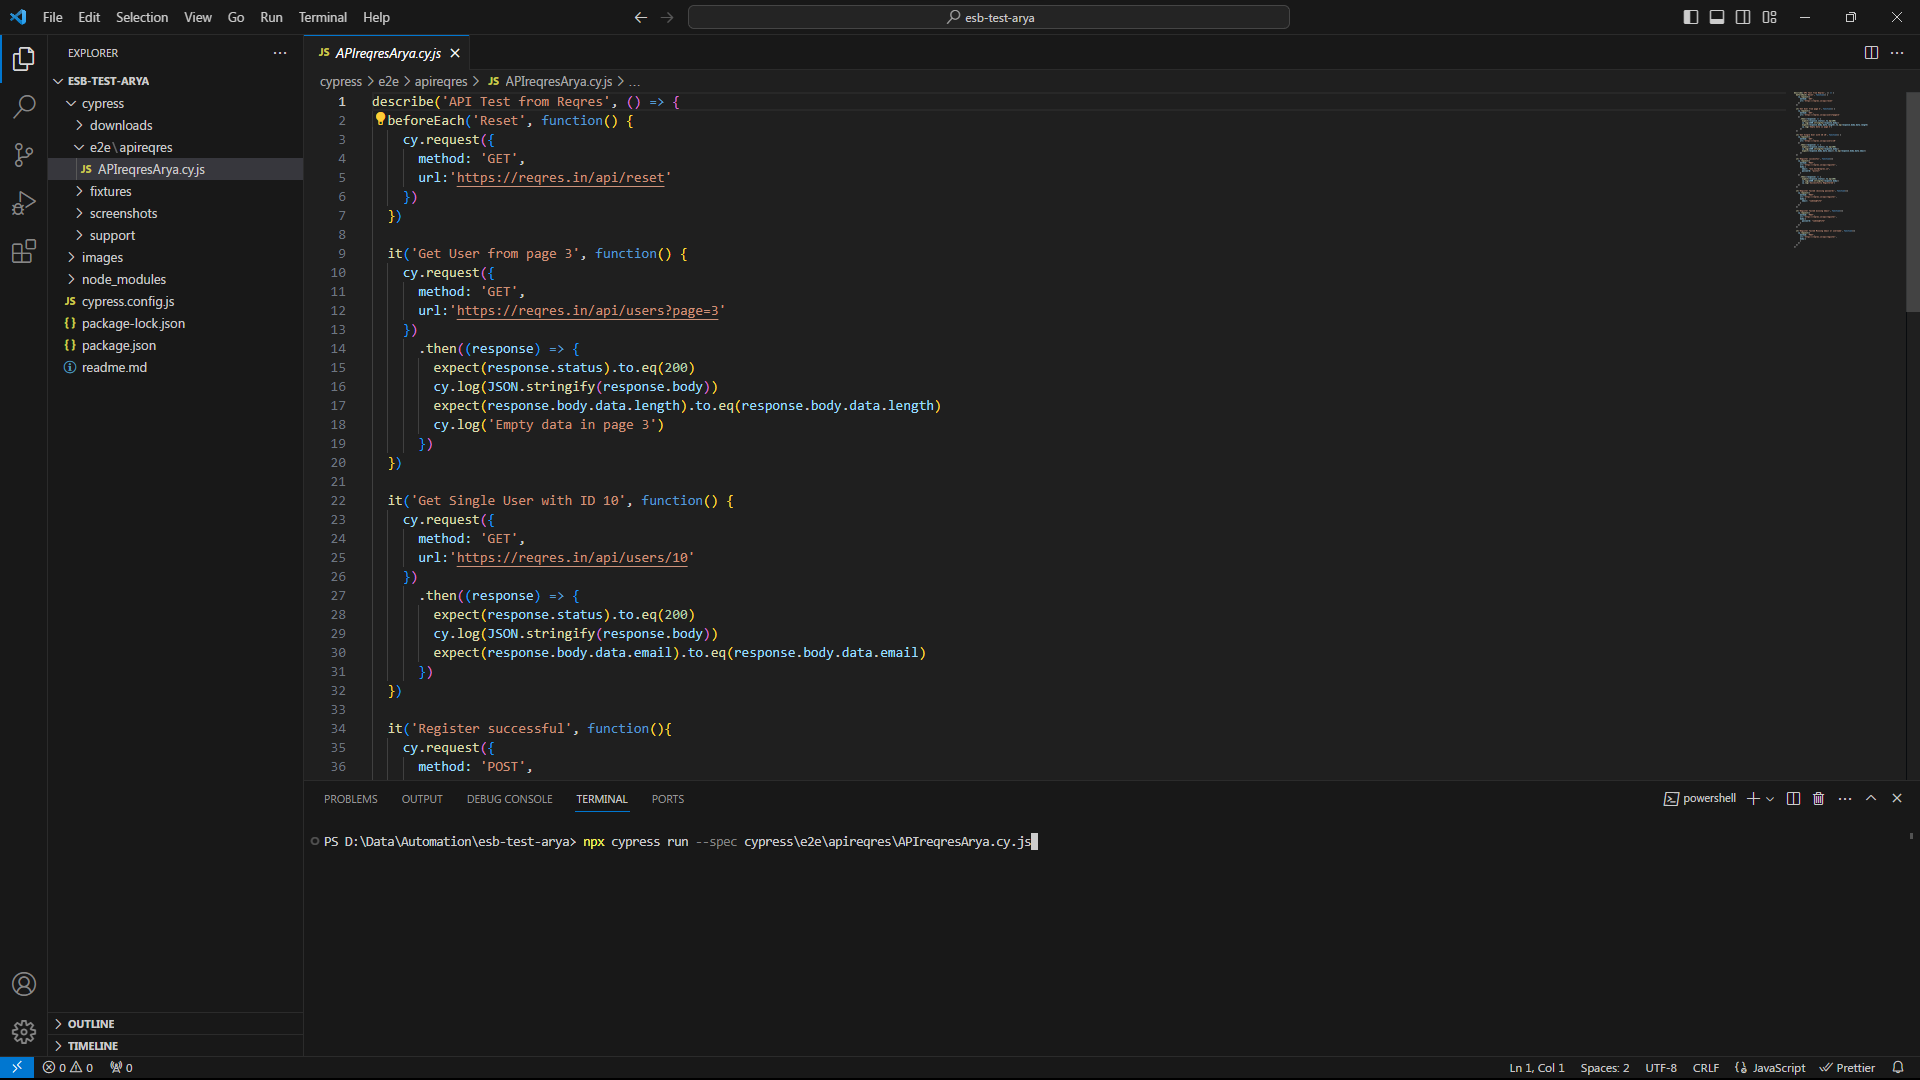 File Edit Selection View Go Run Terminal Help
esb-test-arya
EXPLORER
ESB-TEST-ARYA
cypress
downloads
e2e\apireqres
JS APIreqresArya.cy.js
fixtures
screenshots
support
images
node_modules
JS cypress.config.js
{} package-lock.json
{} package.json
readme.md
OUTLINE
TIMELINE
JS APIreqresArya.cy.js
cypress > e2e > apireqres > JS APIreqresArya.cy.js > ...
1 describe('API Test from Reqres', () => {
2 beforeEach('Reset', function() {
3 cy.request({
4 method: 'GET',
5 url:'https://reqres.in/api/reset'
6 })
7 })
8
9 it('Get User from page 3', function() {
10 cy.request({
11 method: 'GET',
12 url:'https://reqres.in/api/users?page=3'
13 })
14 .then((response) => {
15 expect(response.status).to.eq(200)
16 cy.log(JSON.stringify(response.body))
17 expect(response.body.data.length).to.eq(response.body.data.length)
18 cy.log('Empty data in page 3')
19 })
20 })
21
22 it('Get Single User with ID 10', function() {
23 cy.request({
24 method: 'GET',
25 url:'https://reqres.in/api/users/10'
26 })
27 .then((response) => {
28 expect(response.status).to.eq(200)
29 cy.log(JSON.stringify(response.body))
30 expect(response.body.data.email).to.eq(response.body.data.email)
31 })
32 })
33
34 it('Register successful', function(){
35 cy.request({
36 method: 'POST',
PROBLEMS OUTPUT DEBUG CONSOLE TERMINAL PORTS
powershell
PS D:\Data\Automation\esb-test-arya> npx cypress run --spec cypress\e2e\apireqres\APIreqresArya.cy.js
0 0 0
Ln 1, Col 1 Spaces: 2 UTF-8 CRLF {} JavaScript Prettier